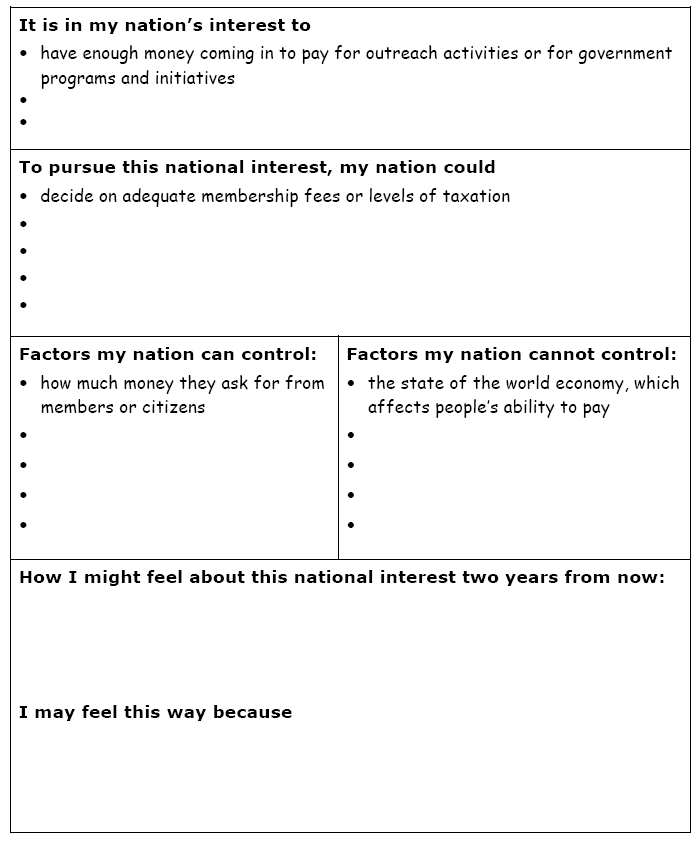 It is in my nation’s interest to
• have enough money coming in to pay for outreach activities or for government
programs and initiatives
•
•
To pursue this national interest, my nation could
• decide on adequate membership fees or levels of taxation
•
•
•
•
Factors my nation can control:
• how much money they ask for from
members or citizens
•
•
•
•
Factors my nation cannot control:
• the state of the world economy, which
affects people’s ability to pay
•
•
•
•
How I might feel about this national interest two years from now:
I may feel this way because